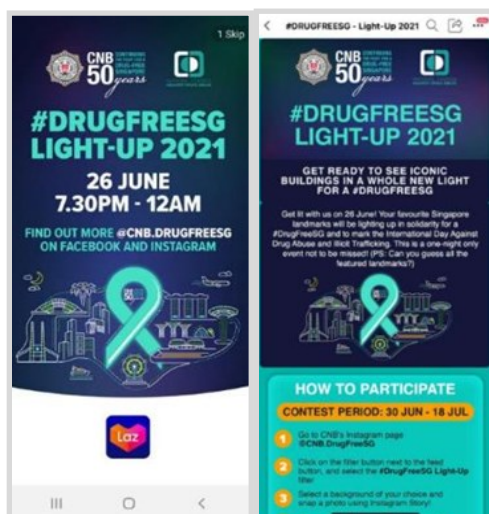 1 Skip
CNB
50
years
CONTINUING
THE FIGHT FOR A
DRUG-FREE
SINGAPORE
#DRUGFREESG
LIGHT-UP 2021
26 JUNE
7.30PM - 12AM
FIND OUT MORE @CNB.DRUGFREESG
ON FACEBOOK AND INSTAGRAM
Laz
#DRUGFREESG - Light-Up 2021
CNB
50
years
#DRUGFREESG
LIGHT-UP 2021
GET READY TO SEE ICONIC
BUILDINGS IN A WHOLE NEW LIGHT
FOR A #DRUGFREESG
Get lit with us on 26 June! Your favourite Singapore
landmarks will be lighting up in solidarity for a
#DrugFreeSG and to mark the International Day Against
Drug Abuse and Illicit Trafficking. This is a one-night only
event not to be missed! (PS: Can you guess all the
featured landmarks?)
HOW TO PARTICIPATE
CONTEST PERIOD: 30 JUN - 18 JUL
1 Go to CNB's Instagram page
@CNB.DrugFreeSG
2 Click on the filter button next to the feed
button, and select the #DrugFreeSG Light-Up
filter
3 Select a background of your choice and
snap a photo using Instagram Story!